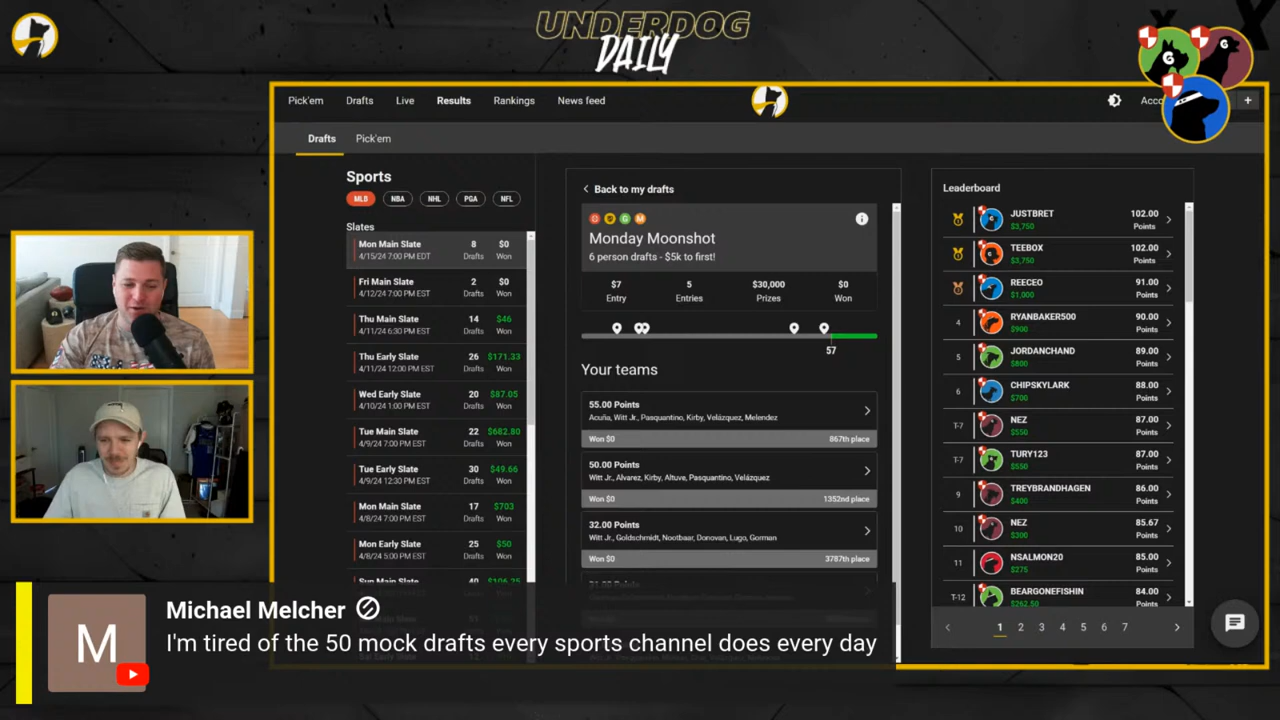 UNDERDOG
DAILY
Pick'em Drafts Live Results Rankings News feed
+
Drafts Pick'em
Sports
MLB NBA NHL PGA NFL
Slates
Mon Main Slate 8 $0
4/15/24 7:00 PM EDT Drafts Won
Fri Main Slate 2 $0
4/12/24 7:00 PM EST Drafts Won
Thu Main Slate 14 $46
4/11/24 6:30 PM EDT Drafts Won
Thu Early Slate 26 $171.33
4/11/24 12:00 PM EST Drafts Won
Wed Early Slate 20 $87.05
4/10/24 1:00 PM EST Drafts Won
Tue Main Slate 22 $682.80
4/9/24 7:00 PM EST Drafts Won
Tue Early Slate 30 $49.66
4/9/24 12:30 PM EST Drafts Won
Mon Main Slate 17 $703
4/8/24 7:00 PM EST Drafts Won
Mon Early Slate 25 $50
4/8/24 5:00 PM EST Drafts Won
Sun Main Slate 40 $106.25
Back to my drafts
Monday Moonshot
6 person drafts - $5k to first!
$7 5 $30,000 $0
Entry Entries Prizes Won
57
Your teams
55.00 Points
Acuña, Witt Jr., Pasquantino, Kirby, Velázquez, Melendez
Won $0 867th place
50.00 Points
Witt Jr., Alvarez, Kirby, Altuve, Pasquantino, Velázquez
Won $0 1352nd place
32.00 Points
Witt Jr., Goldschmidt, Nootbaar, Donovan, Lugo, Gorman
Won $0 3787th place
Leaderboard
JUSTBRET 102.00
$3,750 Points
TEEBOX 102.00
$3,750 Points
REECEO 91.00
$1,000 Points
4 RYANBAKER500 90.00
$900 Points
5 JORDANCHAND 89.00
$800 Points
6 CHIPSKYLARK 88.00
$700 Points
T-7 NEZ 87.00
$550 Points
T-7 TURY123 87.00
$550 Points
9 TREYBRANDHAGEN 86.00
$400 Points
10 NEZ 85.67
$300 Points
11 NSALMON20 85.00
$275 Points
T-12 BEARGONEFISHIN 84.00
$262.50 Points
1 2 3 4 5 6 7
M
Michael Melcher
I'm tired of the 50 mock drafts every sports channel does every day